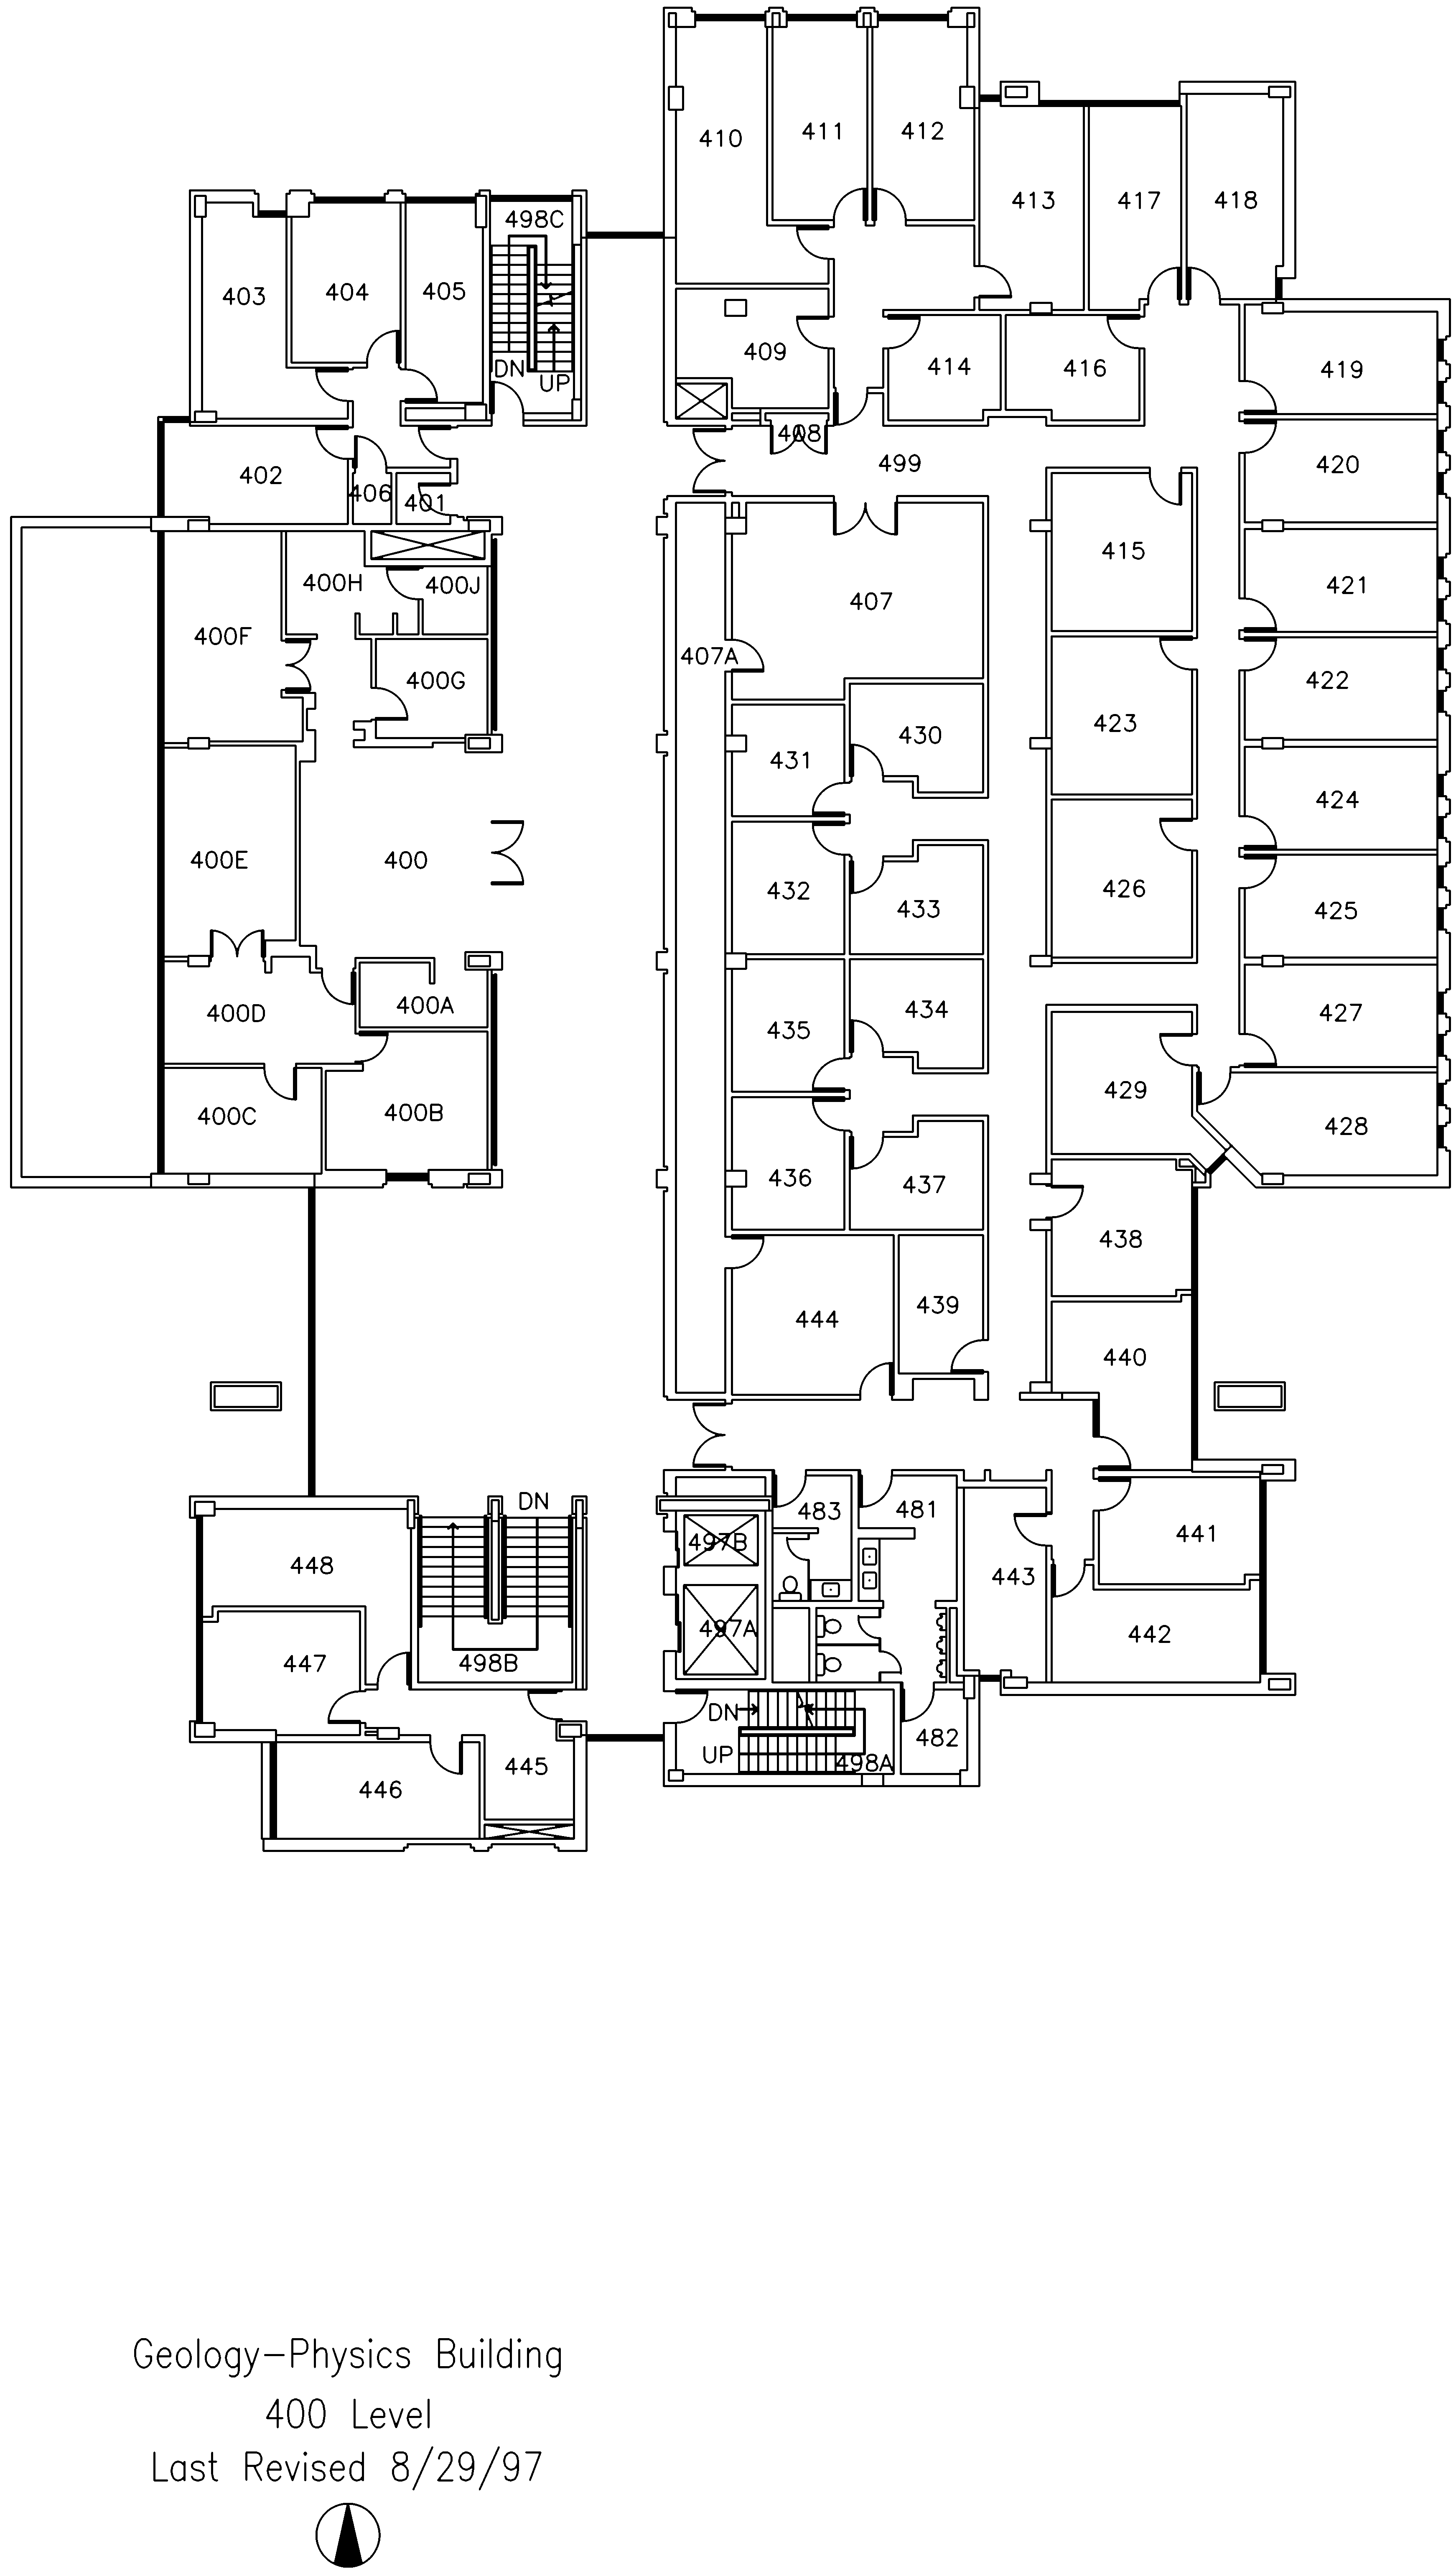 410
411
412
413
417
418
498C
403
404
405
DN
UP
409
414
416
419
408
402
406
401
499
420
415
400H
400J
407
421
400F
400G
407A
422
423
430
431
424
400E
400
432
433
426
425
400D
400A
435
434
427
400C
400B
429
428
436
437
438
444
439
440
DN
448
483
481
497B
441
443
447
498B
497A
442
DN
UP
498A
482
445
446
Geology-Physics Building
400 Level
Last Revised 8/29/97